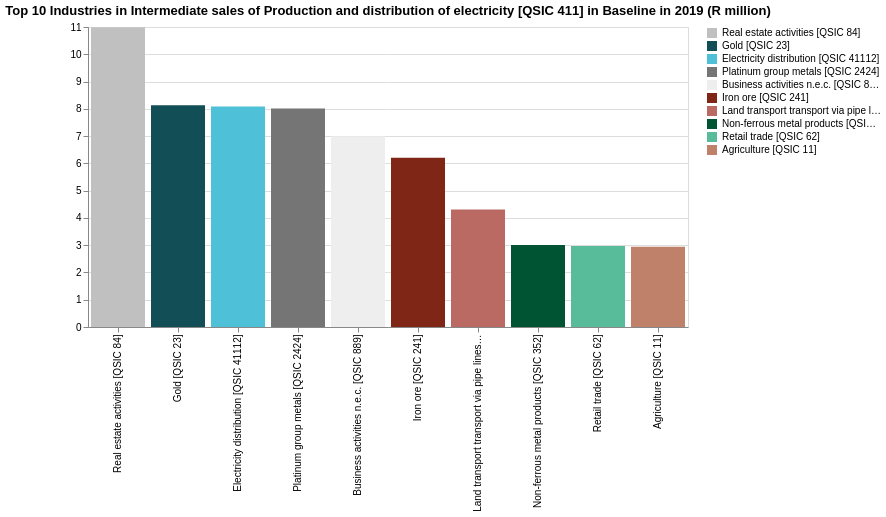 Top 10 Industries in Intermediate sales of Production and distribution of electricity [QSIC 411] in Baseline in 2019 (R million)
11
10
9
8
7
6
5
4
3
2
1
0
Real estate activities [QSIC 84]
Gold [QSIC 23]
Electricity distribution [QSIC 41112]
Platinum group metals [QSIC 2424]
Business activities n.e.c. [QSIC 889]
Iron ore [QSIC 241]
Land transport transport via pipe lines…
Non-ferrous metal products [QSIC 352]
Retail trade [QSIC 62]
Agriculture [QSIC 11]
Real estate activities [QSIC 84]
Gold [QSIC 23]
Electricity distribution [QSIC 41112]
Platinum group metals [QSIC 2424]
Business activities n.e.c. [QSIC 8…
Iron ore [QSIC 241]
Land transport transport via pipe l…
Non-ferrous metal products [QSI…
Retail trade [QSIC 62]
Agriculture [QSIC 11]